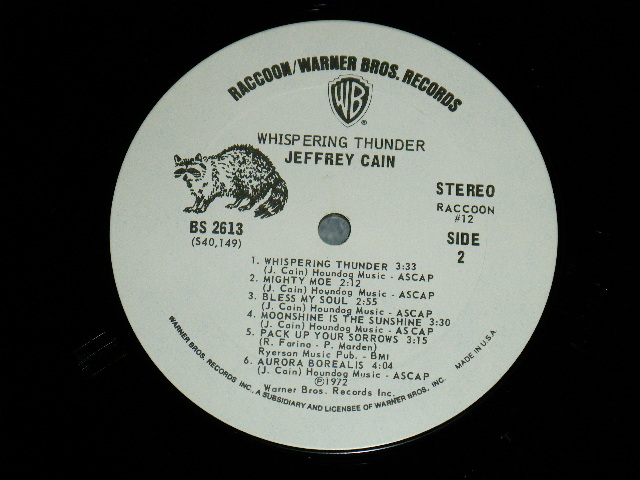 RACCOON/WARNER BROS. RECORDS
WB
®
WHISPERING THUNDER
JEFFREY CAIN
STEREO
RACCOON
#12
BS 2613
(S40,149)
SIDE
2
1. WHISPERING THUNDER 3:33
(J. Cain) Houndog Music - ASCAP
2. MIGHTY MOE 2:12
(J. Cain) Houndog Music - ASCAP
3. BLESS MY SOUL 2:55
(J. Cain) Houndog Music - ASCAP
4. MOONSHINE IS THE SUNSHINE 3:30
(J. Cain) Houndog Music - ASCAP
5. PACK UP YOUR SORROWS 3:15
(R. Farina - P. Marden)
Ryerson Music Pub. - BMI
6. AURORA BOREALIS 4:04
(J. Cain) Houndog Music - ASCAP
℗1972
Warner Bros. Records Inc.
WARNER BROS. RECORDS INC., A SUBSIDIARY AND LICENSEE OF WARNER BROS. INC.
MADE IN U.S.A.